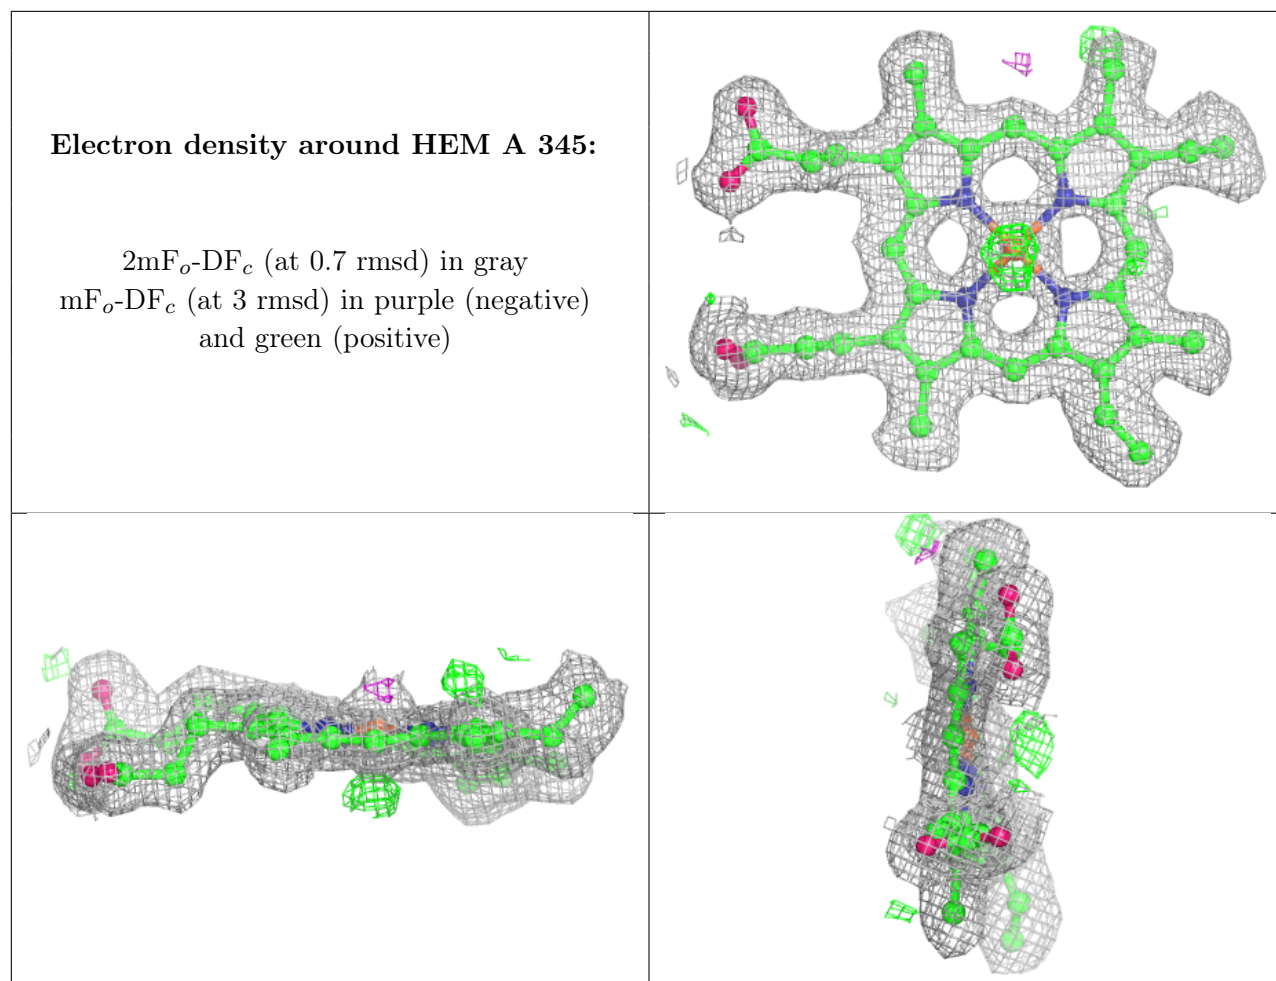 Electron density around HEM A 345:
2mFo-DFc (at 0.7 rmsd) in gray
mFo-DFc (at 3 rmsd) in purple (negative)
and green (positive)